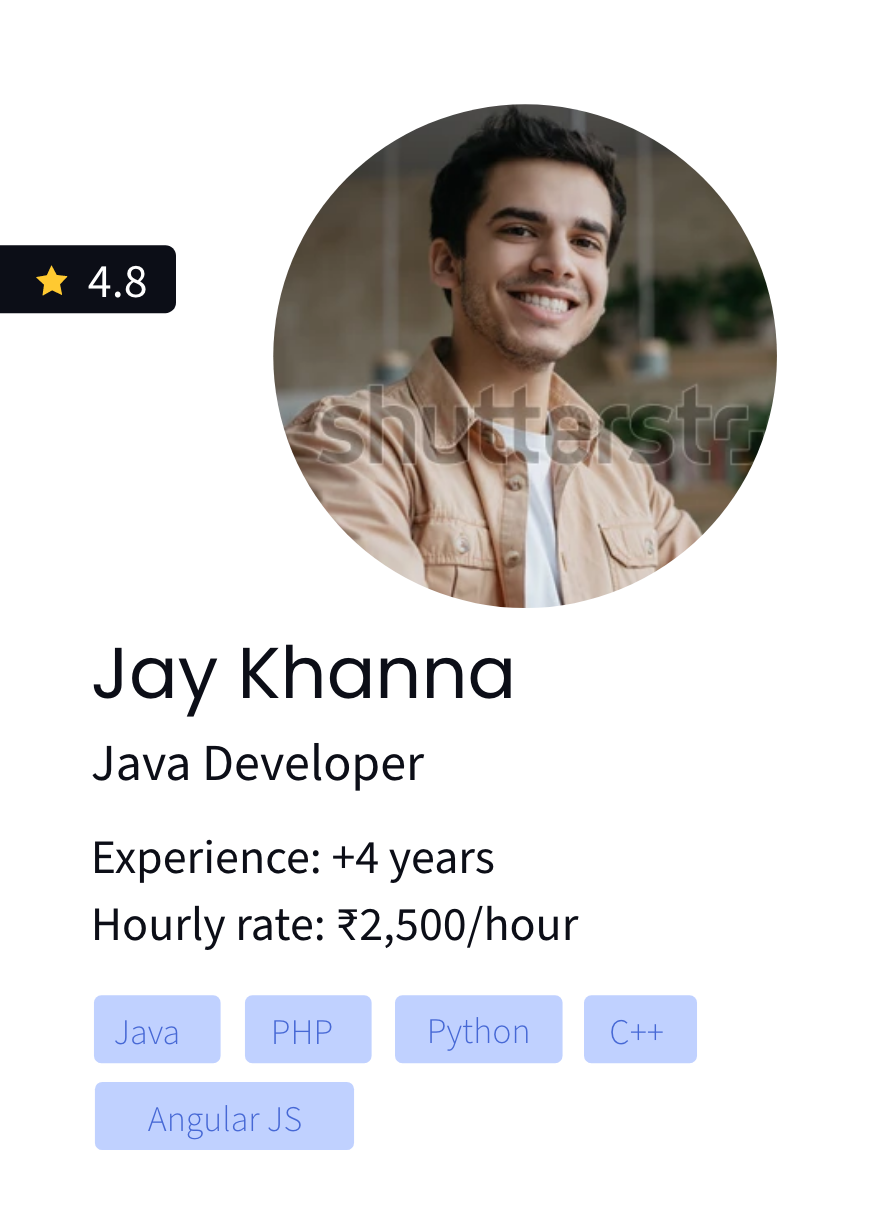 4.8
shutterst
Jay Khanna
Java Developer
Experience: +4 years
Hourly rate: ₹2,500/hour
Java PHP Python C++
Angular JS